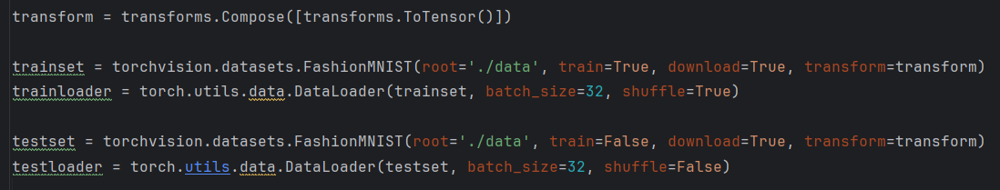 transform = transforms.Compose([transforms.ToTensor()])
trainset = torchvision.datasets.FashionMNIST(root='./data', train=True, download=True, transform=transform)
trainloader = torch.utils.data.DataLoader(trainset, batch_size=32, shuffle=True)
testset = torchvision.datasets.FashionMNIST(root='./data', train=False, download=True, transform=transform)
testloader = torch.utils.data.DataLoader(testset, batch_size=32, shuffle=False)